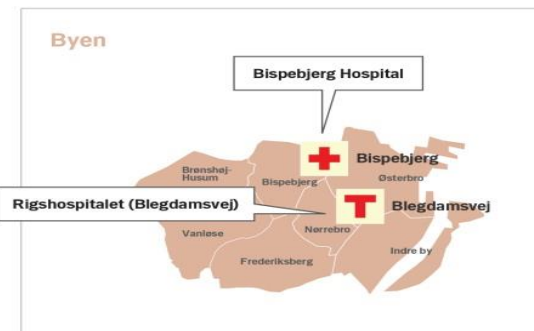 Byen
Bispebjerg Hospital
Bispebjerg
Brønshøj-
Husum
Bispebjerg
Østerbro
Rigshospitalet (Blegdamsvej)
Blegdamsvej
Vanløse
Nørrebro
Indre by
Frederiksberg